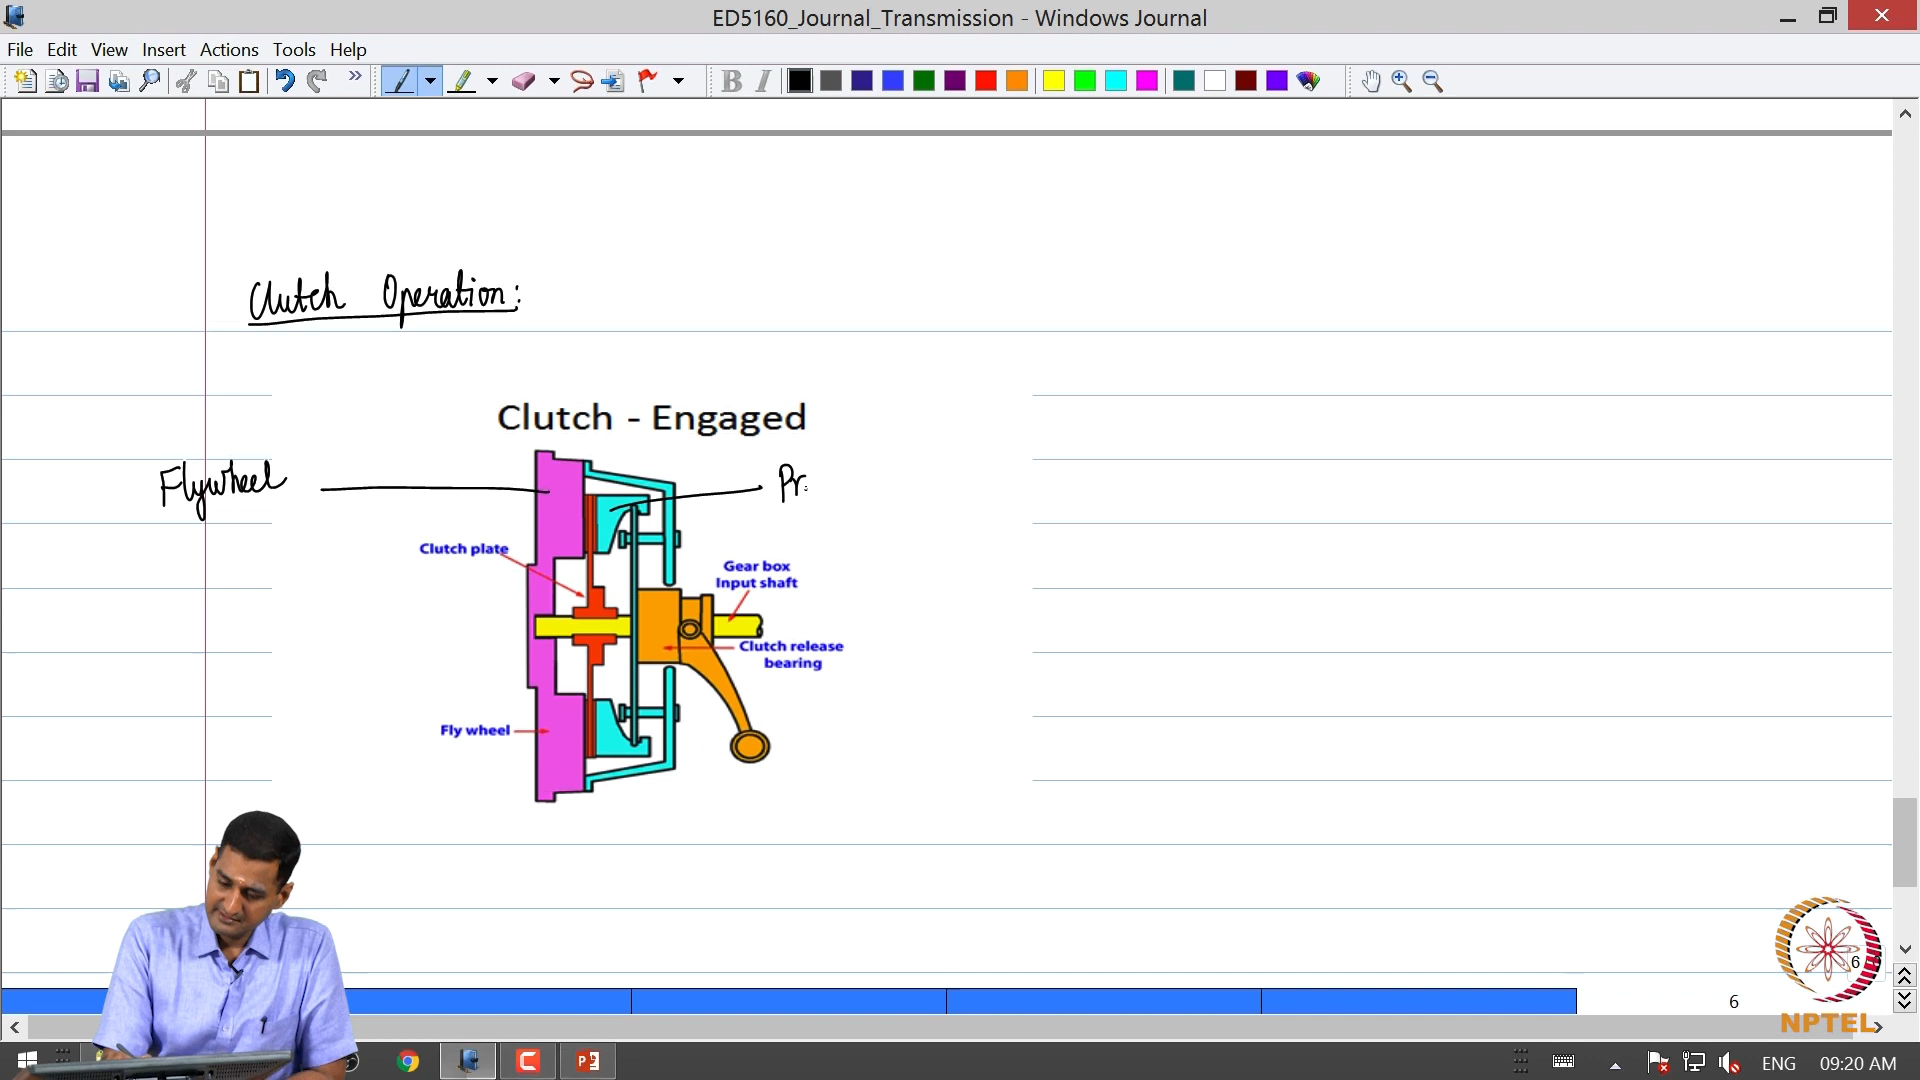 ED5160_Journal_Transmission - Windows Journal
File Edit View Insert Actions Tools Help
B I
Clutch Operation:
Clutch - Engaged
Flywheel
Pr
Clutch plate
Gear box
Input shaft
Clutch release
bearing
Fly wheel
6
6
NPTEL
ENG 09:20 AM